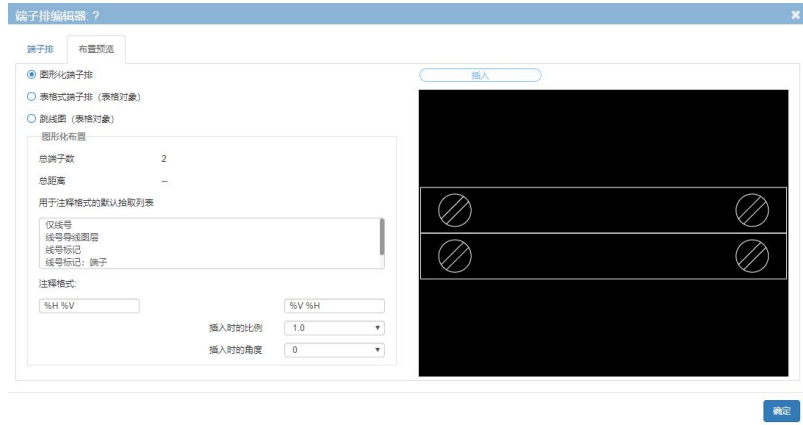 端子排编辑器: ?
端子排
布置预览
图形化端子排
表格式端子排（表格对象）
跳线图（表格对象）
图形化布置
总端子数 2
总距离 --
用于注释格式的默认抬取列表
仅线号
线号导线图层
线号标记
线号标记：端子
注释格式:
%H %V
%V %H
插入时的比例 1.0
插入时的角度 0
插入
确定